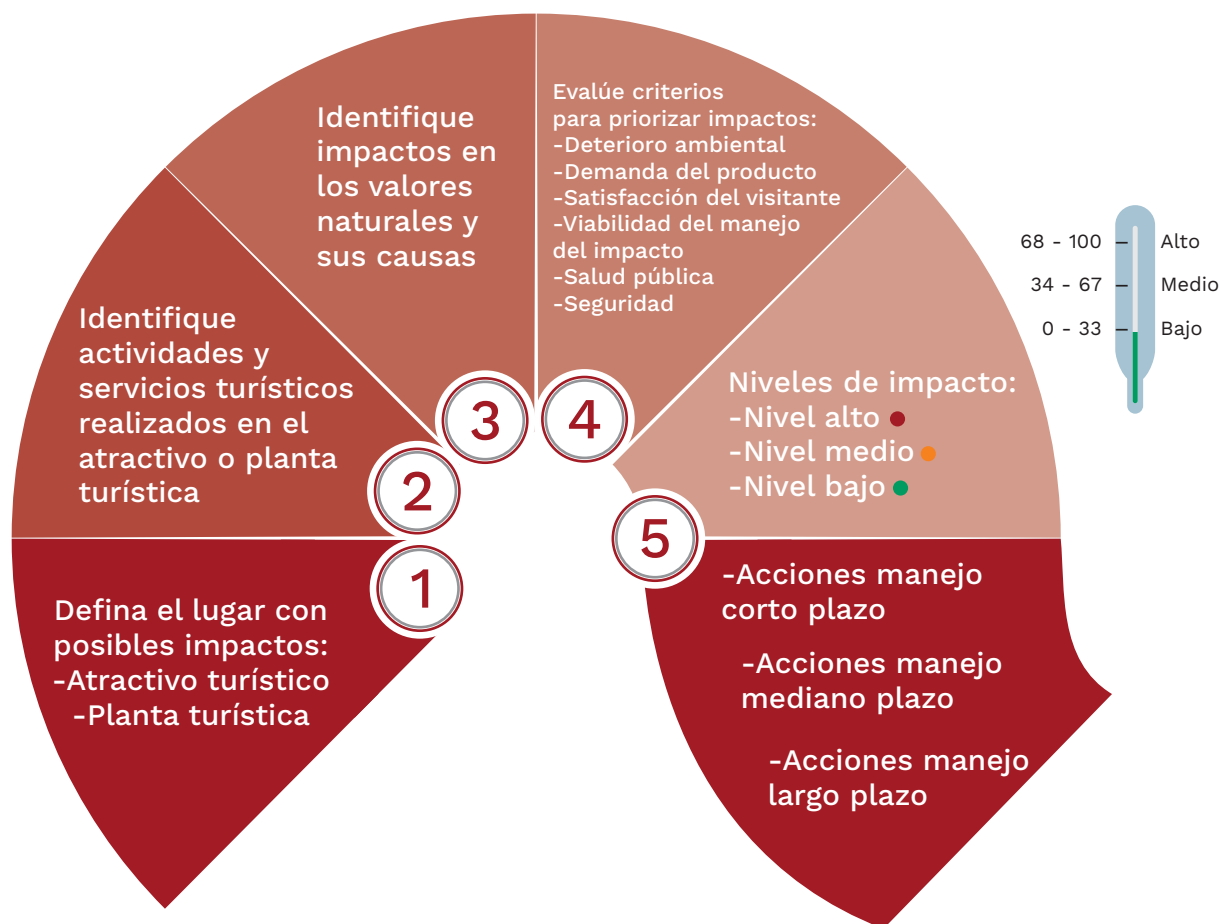 1
Defina el lugar con
posibles impactos:
-Atractivo turístico
-Planta turística
2
Identifique
actividades y
servicios turísticos
realizados en el
atractivo o planta
turística
3
Identifique
impactos en
los valores
naturales y
sus causas
4
Evalúe criterios
para priorizar impactos:
-Deterioro ambiental
-Demanda del producto
-Satisfacción del visitante
-Viabilidad del manejo
del impacto
-Salud pública
-Seguridad
5
Niveles de impacto:
-Nivel alto
-Nivel medio
-Nivel bajo
-Acciones manejo
corto plazo
-Acciones manejo
mediano plazo
-Acciones manejo
largo plazo
68 - 100 Alto
34 - 67 Medio
0 - 33 Bajo